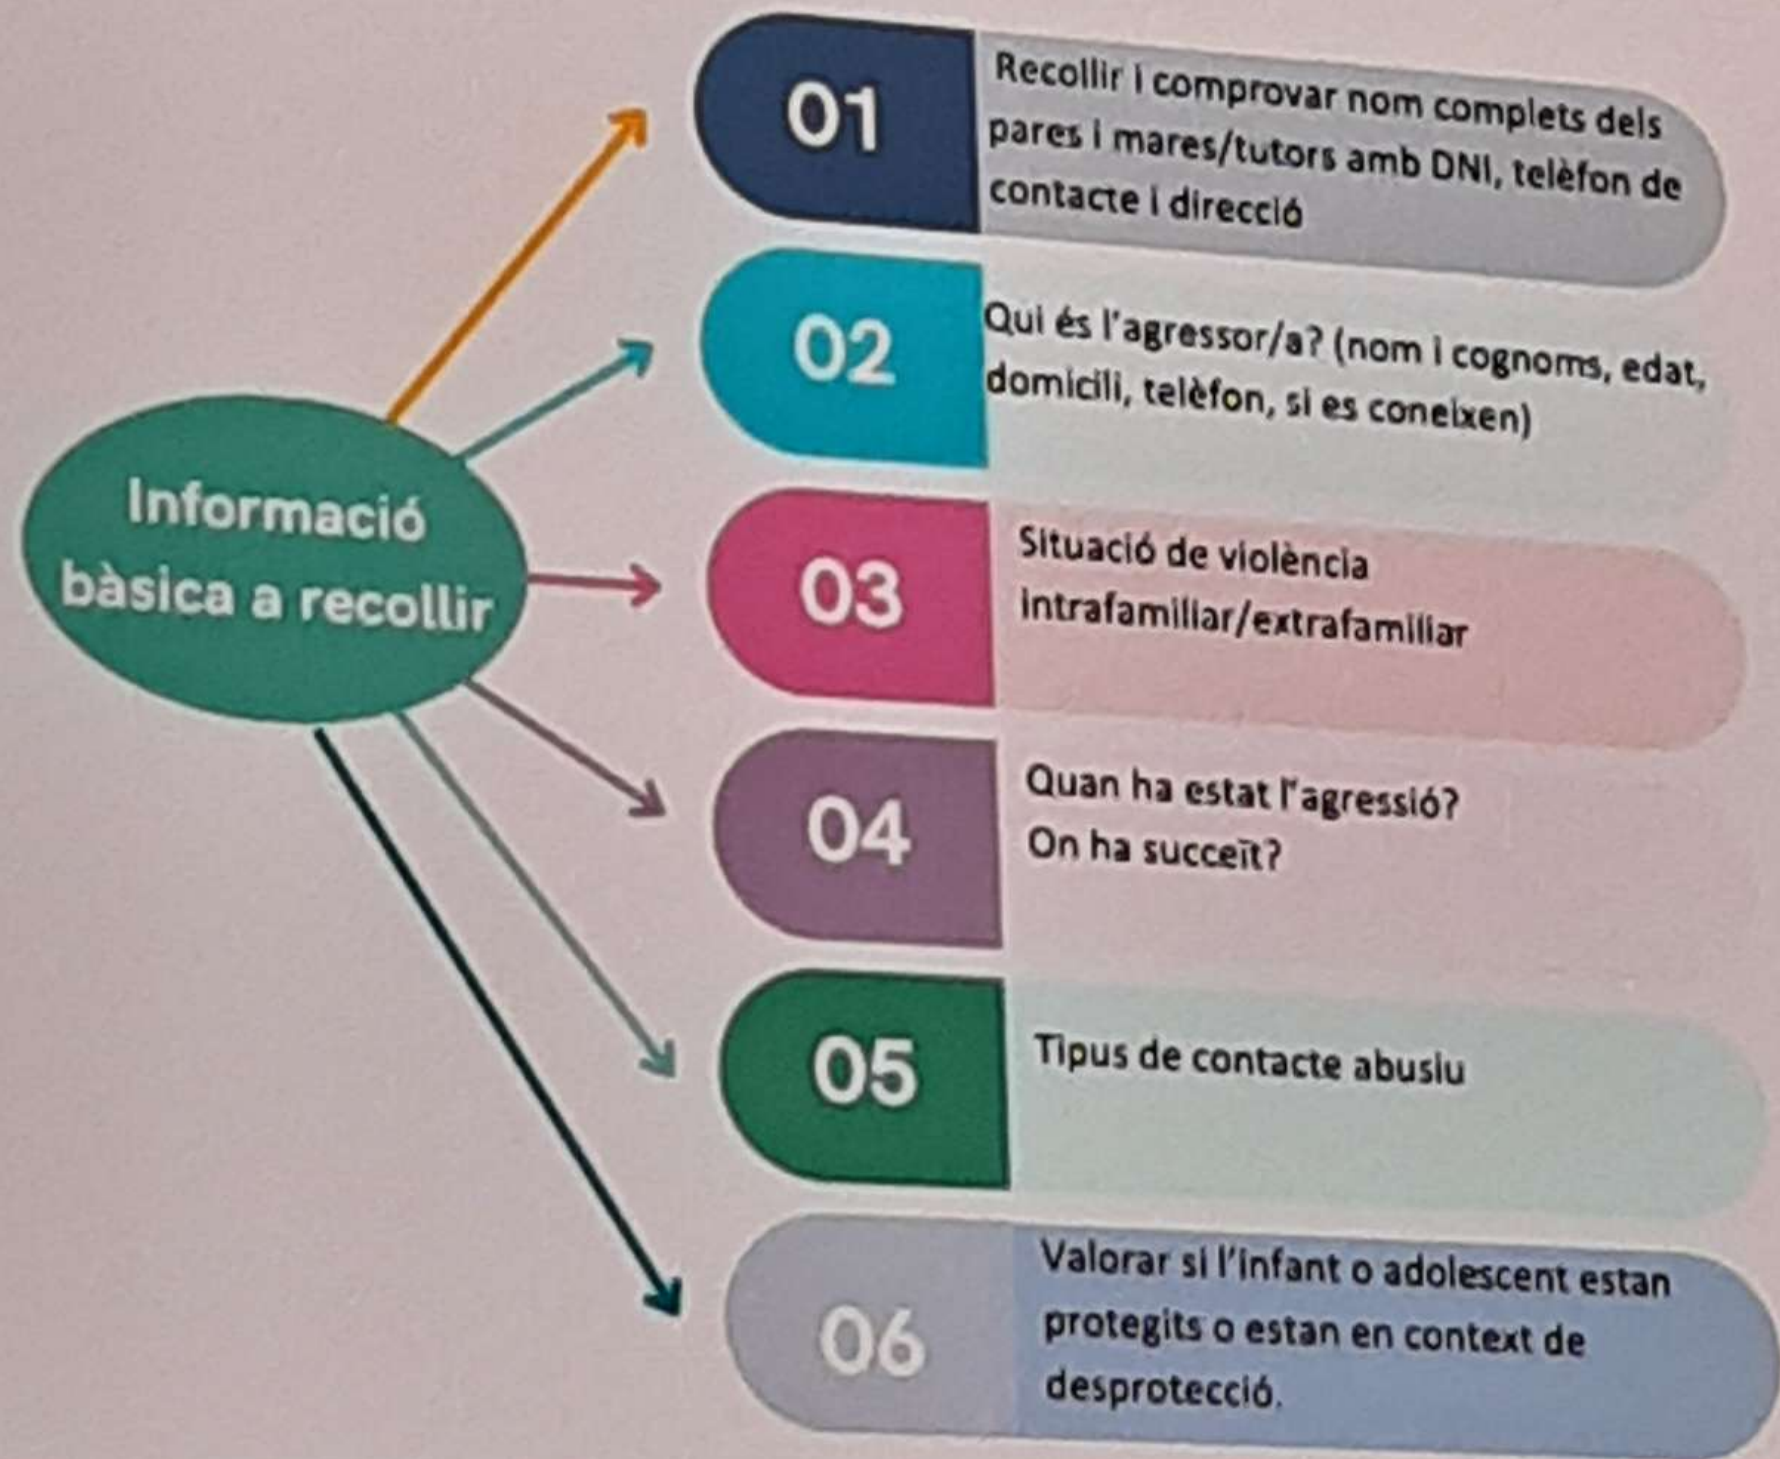 Informació
bàsica a recollir
01
Recollir i comprovar nom complets dels
pares i mares/tutors amb DNI, telèfon de
contacte i direcció
02
Qui és l'agressor/a? (nom i cognoms, edat,
domicili, telèfon, si es coneixen)
03
Situació de violència
intrafamiliar/extrafamiliar
04
Quan ha estat l'agressió?
On ha succeït?
05
Tipus de contacte abusiu
06
Valorar si l'infant o adolescent estan
protegits o estan en context de
desprotecció.